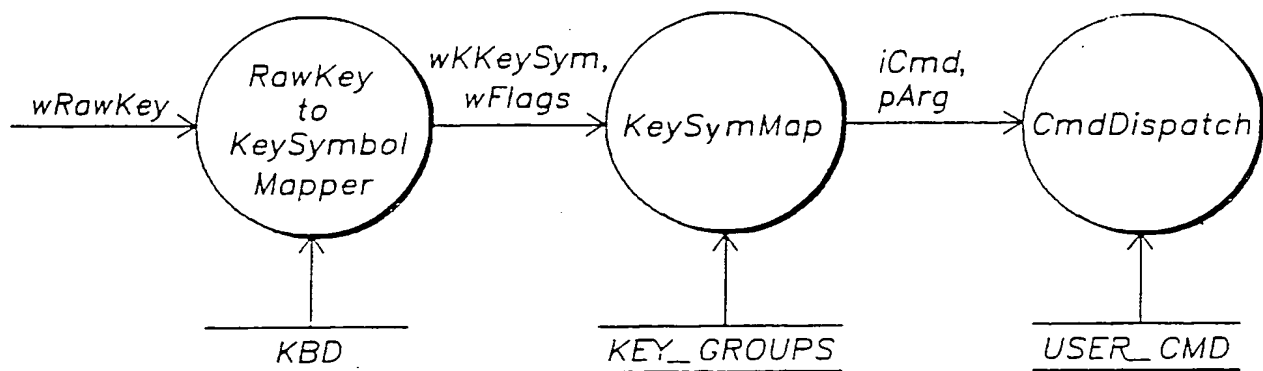 wRawKey
RawKey
to
KeySymbol
Mapper
wKKeySym,
wFlags
KeySymMap
iCmd,
pArg
CmdDispatch
KBD
KEY_GROUPS
USER_CMD